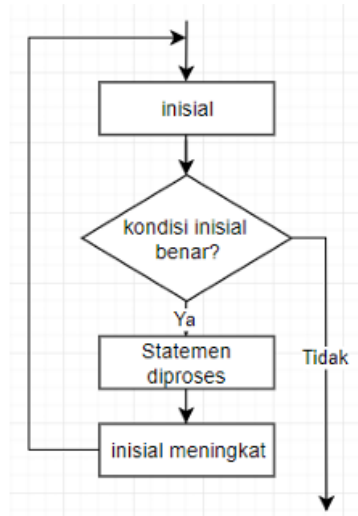 inisial
kondisi inisial
benar?
Ya
Statemen
diproses
Tidak
inisial meningkat